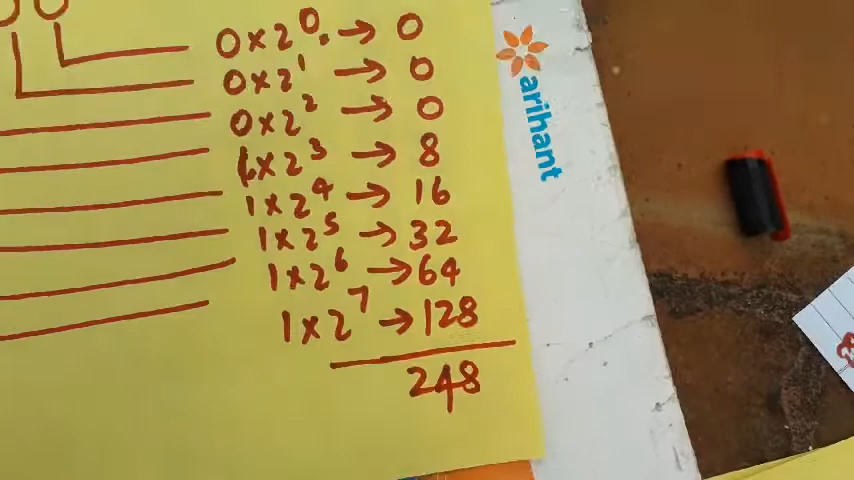 0×2⁰. → 0
0×2¹ → 0
0×2² → 0
1×2³ → 8
1×2⁴ → 16
1×2⁵ → 32
1×2⁶ → 64
1×2⁷ → 128
248
arihant